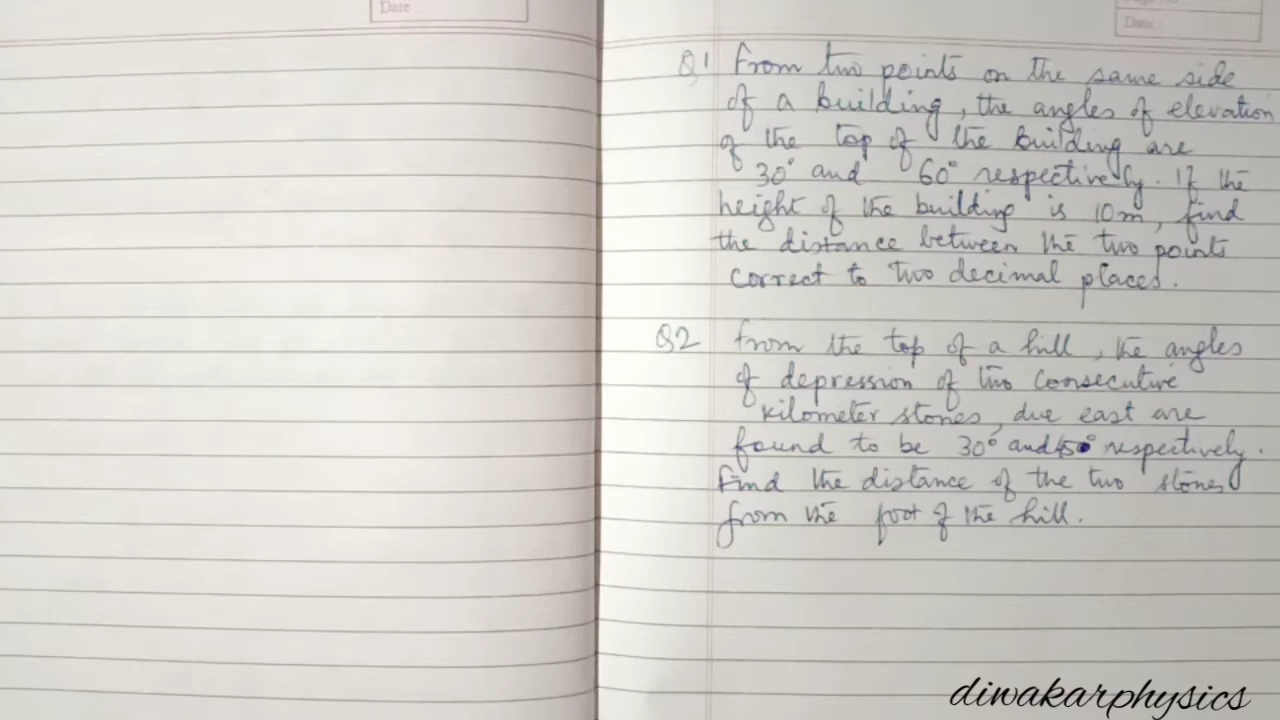 Date
Date
Q1 From two points on the same side
of a building, the angles of elevation
of the top of the building are
30° and 60° respectively. If the
height of the building is 10m, find
the distance between the two points
correct to two decimal places.
Q2 from the top of a hill, the angles
of depression of two consecutive
kilometer stones, due east are
found to be 30° and 45° respectively.
Find the distance of the two stones
from the foot of the hill.
diwakarphysics